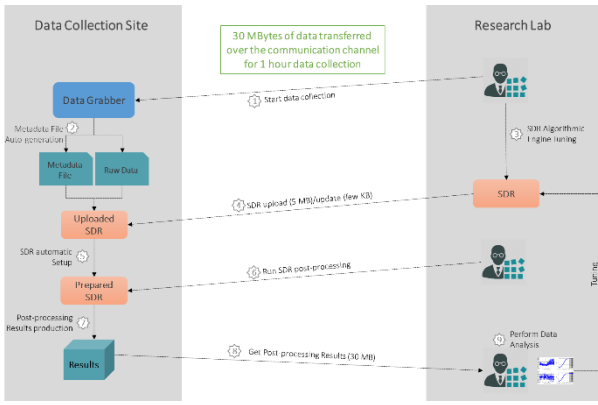 Data Collection Site
30 MBytes of data transferred
over the communication channel
for 1 hour data collection
Research Lab
Data Grabber
1
Start data collection
Metadata File
Auto generation
2
3
SDR Algorithmic
Engine Tuning
Metadata
File
Raw Data
4
SDR upload (5 MB)/update (few KB)
SDR
Uploaded
SDR
SDR automatic
Setup
5
6
Run SDR post-processing
Prepared
SDR
Tuning
Post-processing
Results production
7
8
Get Post-processing Results (30 MB)
9
Perform Data
Analysis
Results